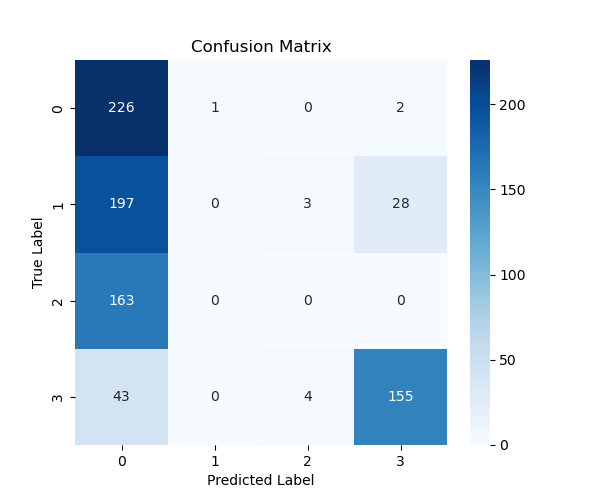 Confusion Matrix
0 226 1 0 2
1 197 0 3 28
2 163 0 0 0
3 43 0 4 155
0 1 2 3
True Label
Predicted Label
200
150
100
50
0